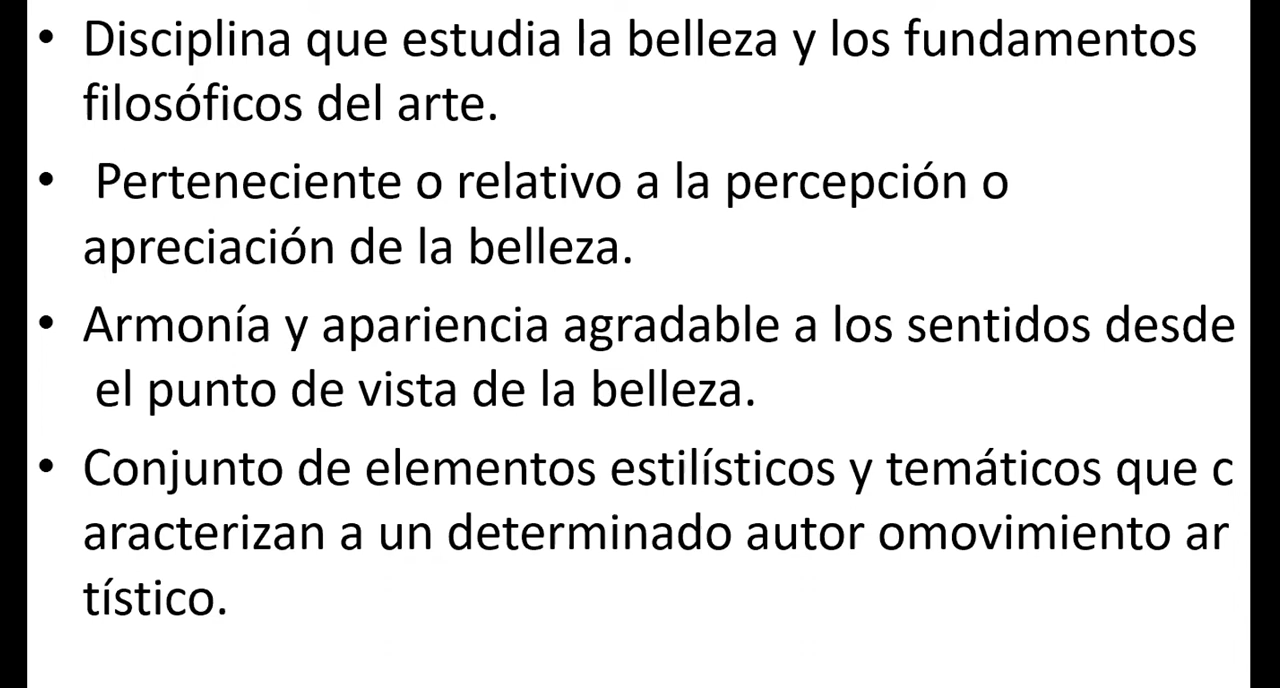 • Disciplina que estudia la belleza y los fundamentos
filosóficos del arte.
• Perteneciente o relativo a la percepción o
apreciación de la belleza.
• Armonía y apariencia agradable a los sentidos desde
el punto de vista de la belleza.
• Conjunto de elementos estilísticos y temáticos que c
aracterizan a un determinado autor omovimiento ar
tístico.